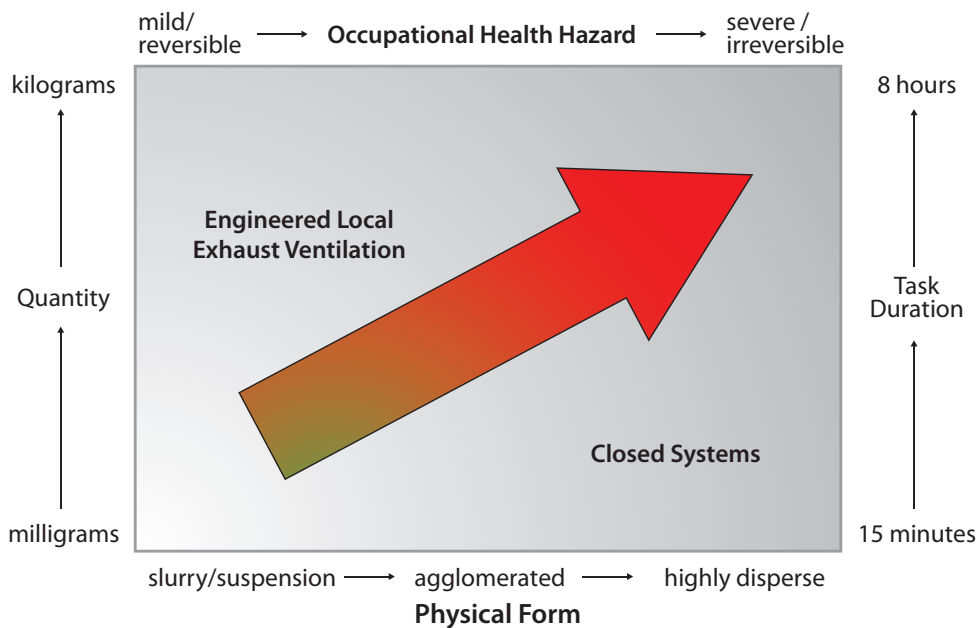 mild/
reversible
Occupational Health Hazard
severe /
irreversible
kilograms
8 hours
Engineered Local
Exhaust Ventilation
Quantity
Task
Duration
Closed Systems
milligrams
15 minutes
slurry/suspension
agglomerated
highly disperse
Physical Form